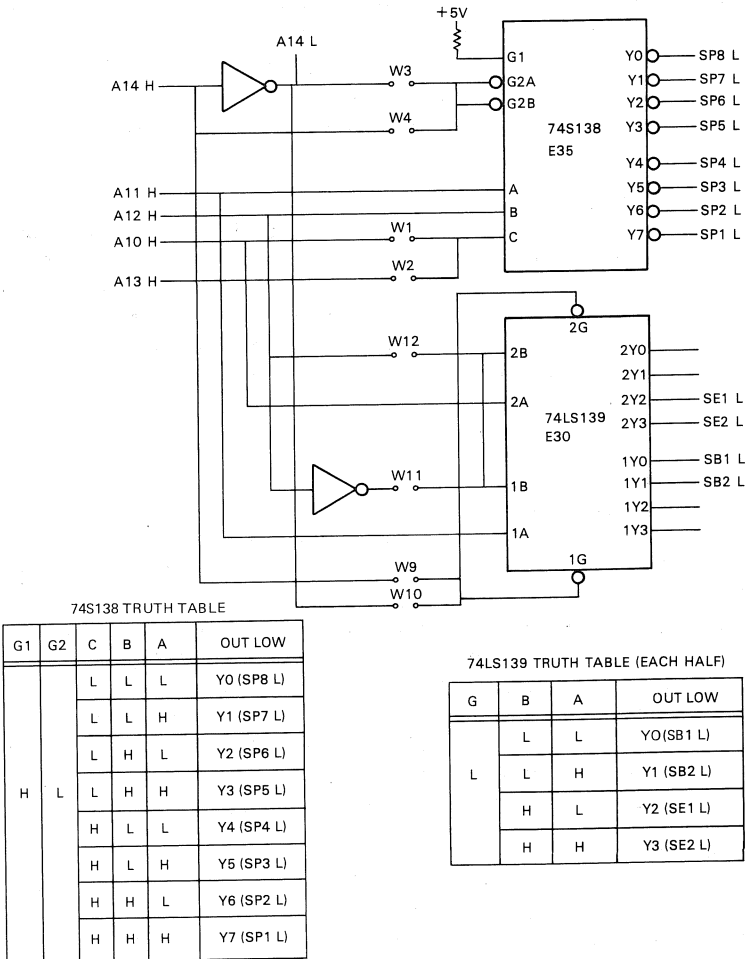 +5V
A14 L
A14 H
W3
W4
G1
G2A
G2B
74S138
E35
Y0 SP8 L
Y1 SP7 L
Y2 SP6 L
Y3 SP5 L
Y4 SP4 L
Y5 SP3 L
Y6 SP2 L
Y7 SP1 L
A11 H
A12 H
A10 H
A13 H
A
B
C
W1
W2
W12
W11
2G
2B
2A
74LS139
E30
1B
1A
1G
2Y0
2Y1
2Y2 SE1 L
2Y3 SE2 L
1Y0 SB1 L
1Y1 SB2 L
1Y2
1Y3
W9
W10
74S138 TRUTH TABLE
G1 G2 C B A OUT LOW
L L L Y0 (SP8 L)
L L H Y1 (SP7 L)
L H L Y2 (SP6 L)
H L L H H Y3 (SP5 L)
H L L Y4 (SP4 L)
H L H Y5 (SP3 L)
H H L Y6 (SP2 L)
H H H Y7 (SP1 L)
74LS139 TRUTH TABLE (EACH HALF)
G B A OUT LOW
L L YO(SB1 L)
L L H Y1 (SB2 L)
H L Y2 (SE1 L)
H H Y3 (SE2 L)